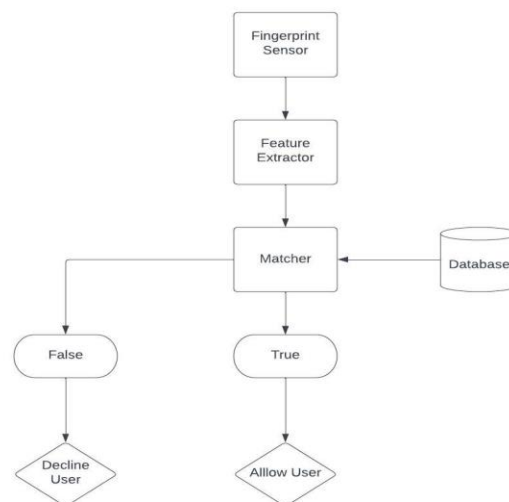 Fingerprint
Sensor
Feature
Extractor
Matcher
Database
False
True
Decline
User
Alllow User